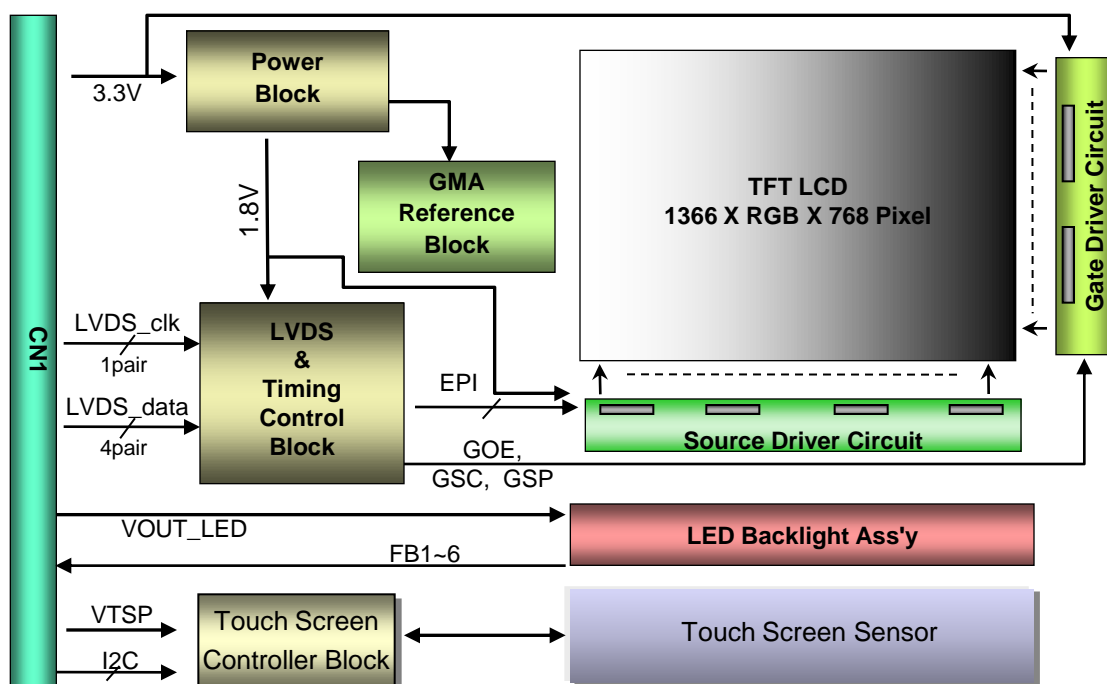 CN1
3.3V
Power
Block
1.8V
GMA
Reference
Block
TFT LCD
1366 X RGB X 768 Pixel
Gate Driver Circuit
LVDS_clk
1pair
LVDS_data
4pair
LVDS
&
Timing
Control
Block
EPI
Source Driver Circuit
GOE,
GSC, GSP
VOUT_LED
LED Backlight Ass'y
FB1~6
VTSP
I2C
Touch Screen
Controller Block
Touch Screen Sensor